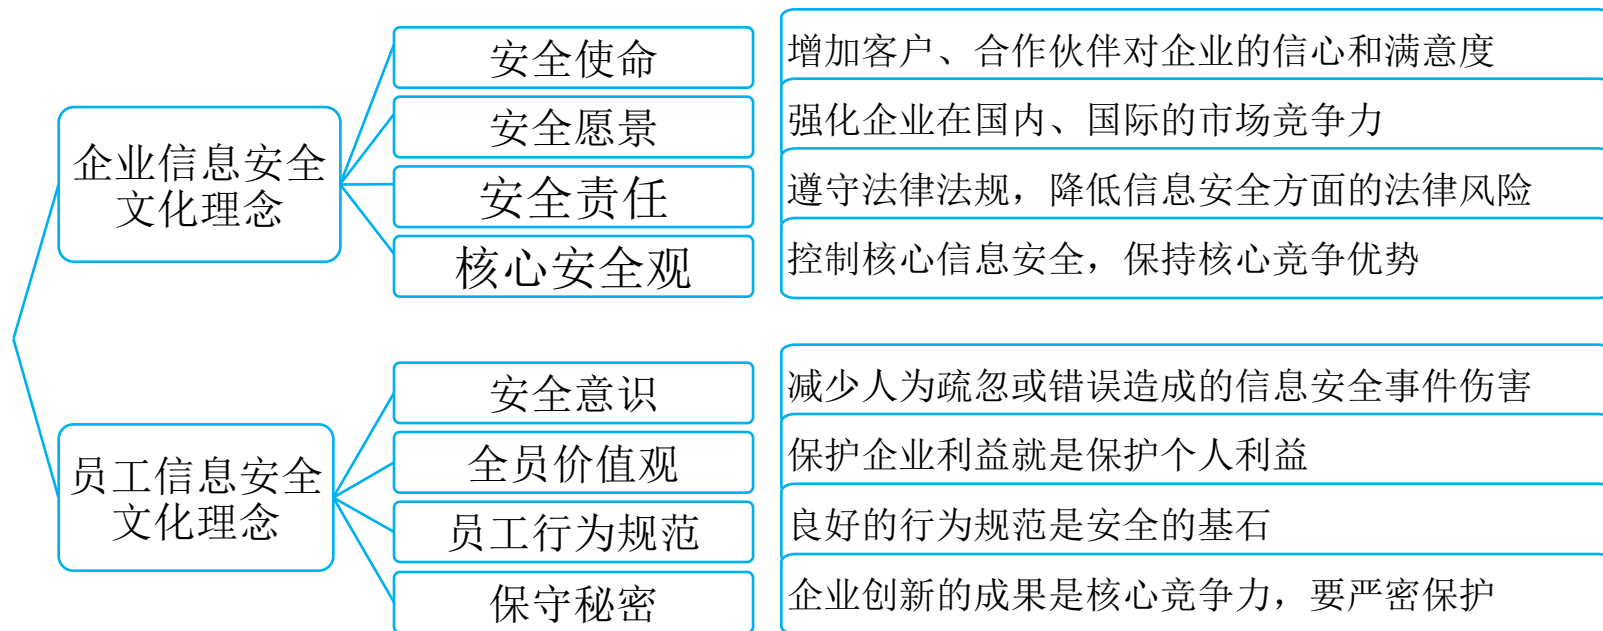 企业信息安全
文化理念
安全使命
增加客户、合作伙伴对企业的信心和满意度
安全愿景
强化企业在国内、国际的市场竞争力
安全责任
遵守法律法规，降低信息安全方面的法律风险
核心安全观
控制核心信息安全，保持核心竞争优势
员工信息安全
文化理念
安全意识
减少人为疏忽或错误造成的信息安全事件伤害
全员价值观
保护企业利益就是保护个人利益
员工行为规范
良好的行为规范是安全的基石
保守秘密
企业创新的成果是核心竞争力，要严密保护